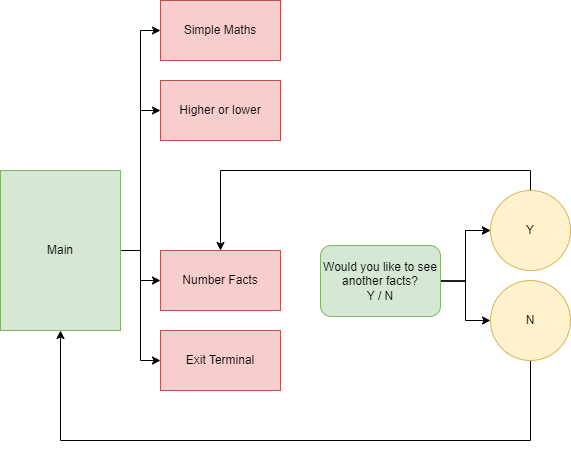 Simple Maths
Higher or lower
Main
Number Facts
Would you like to see
another facts?
Y / N
Y
N
Exit Terminal